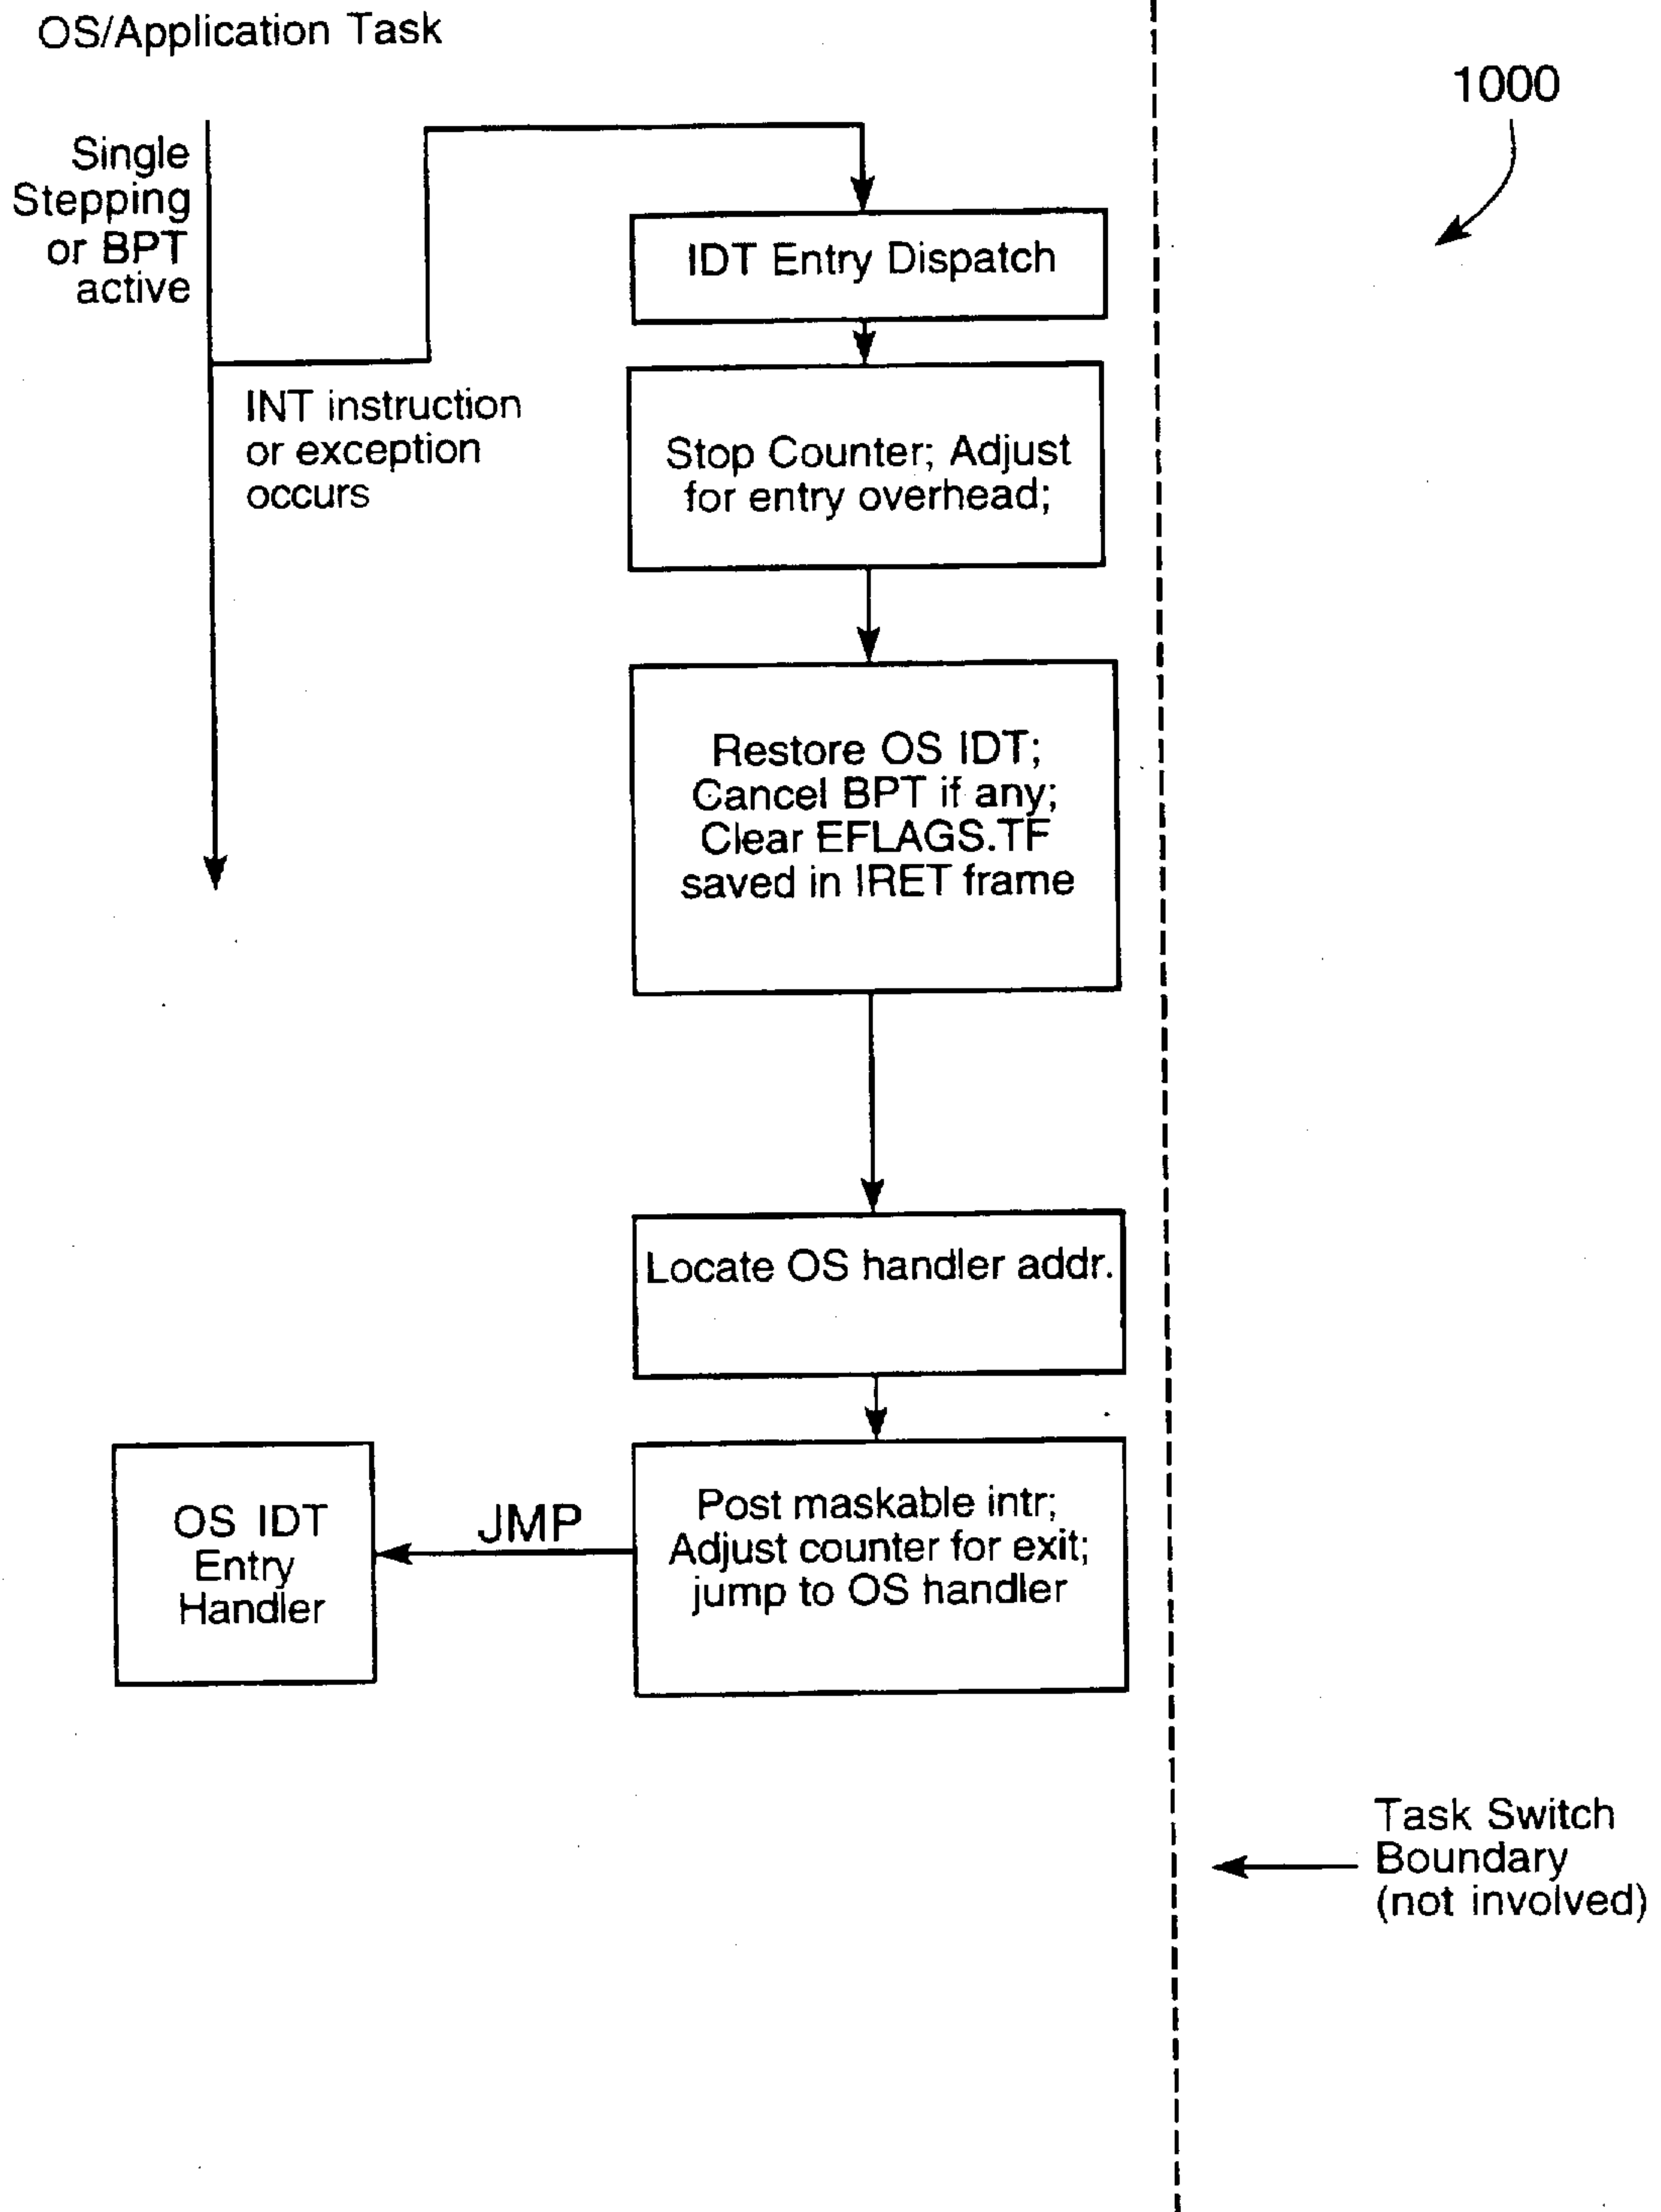 OS/Application Task
1000
Single
Stepping
or BPT
active
IDT Entry Dispatch
INT instruction
or exception
occurs
Stop Counter; Adjust
for entry overhead;
Restore OS IDT;
Cancel BPT if any;
Clear EFLAGS.TF
saved in IRET frame
Locate OS handler addr.
OS IDT
Entry
Handler
JMP
Post maskable intr;
Adjust counter for exit;
jump to OS handler
Task Switch
Boundary
(not involved)